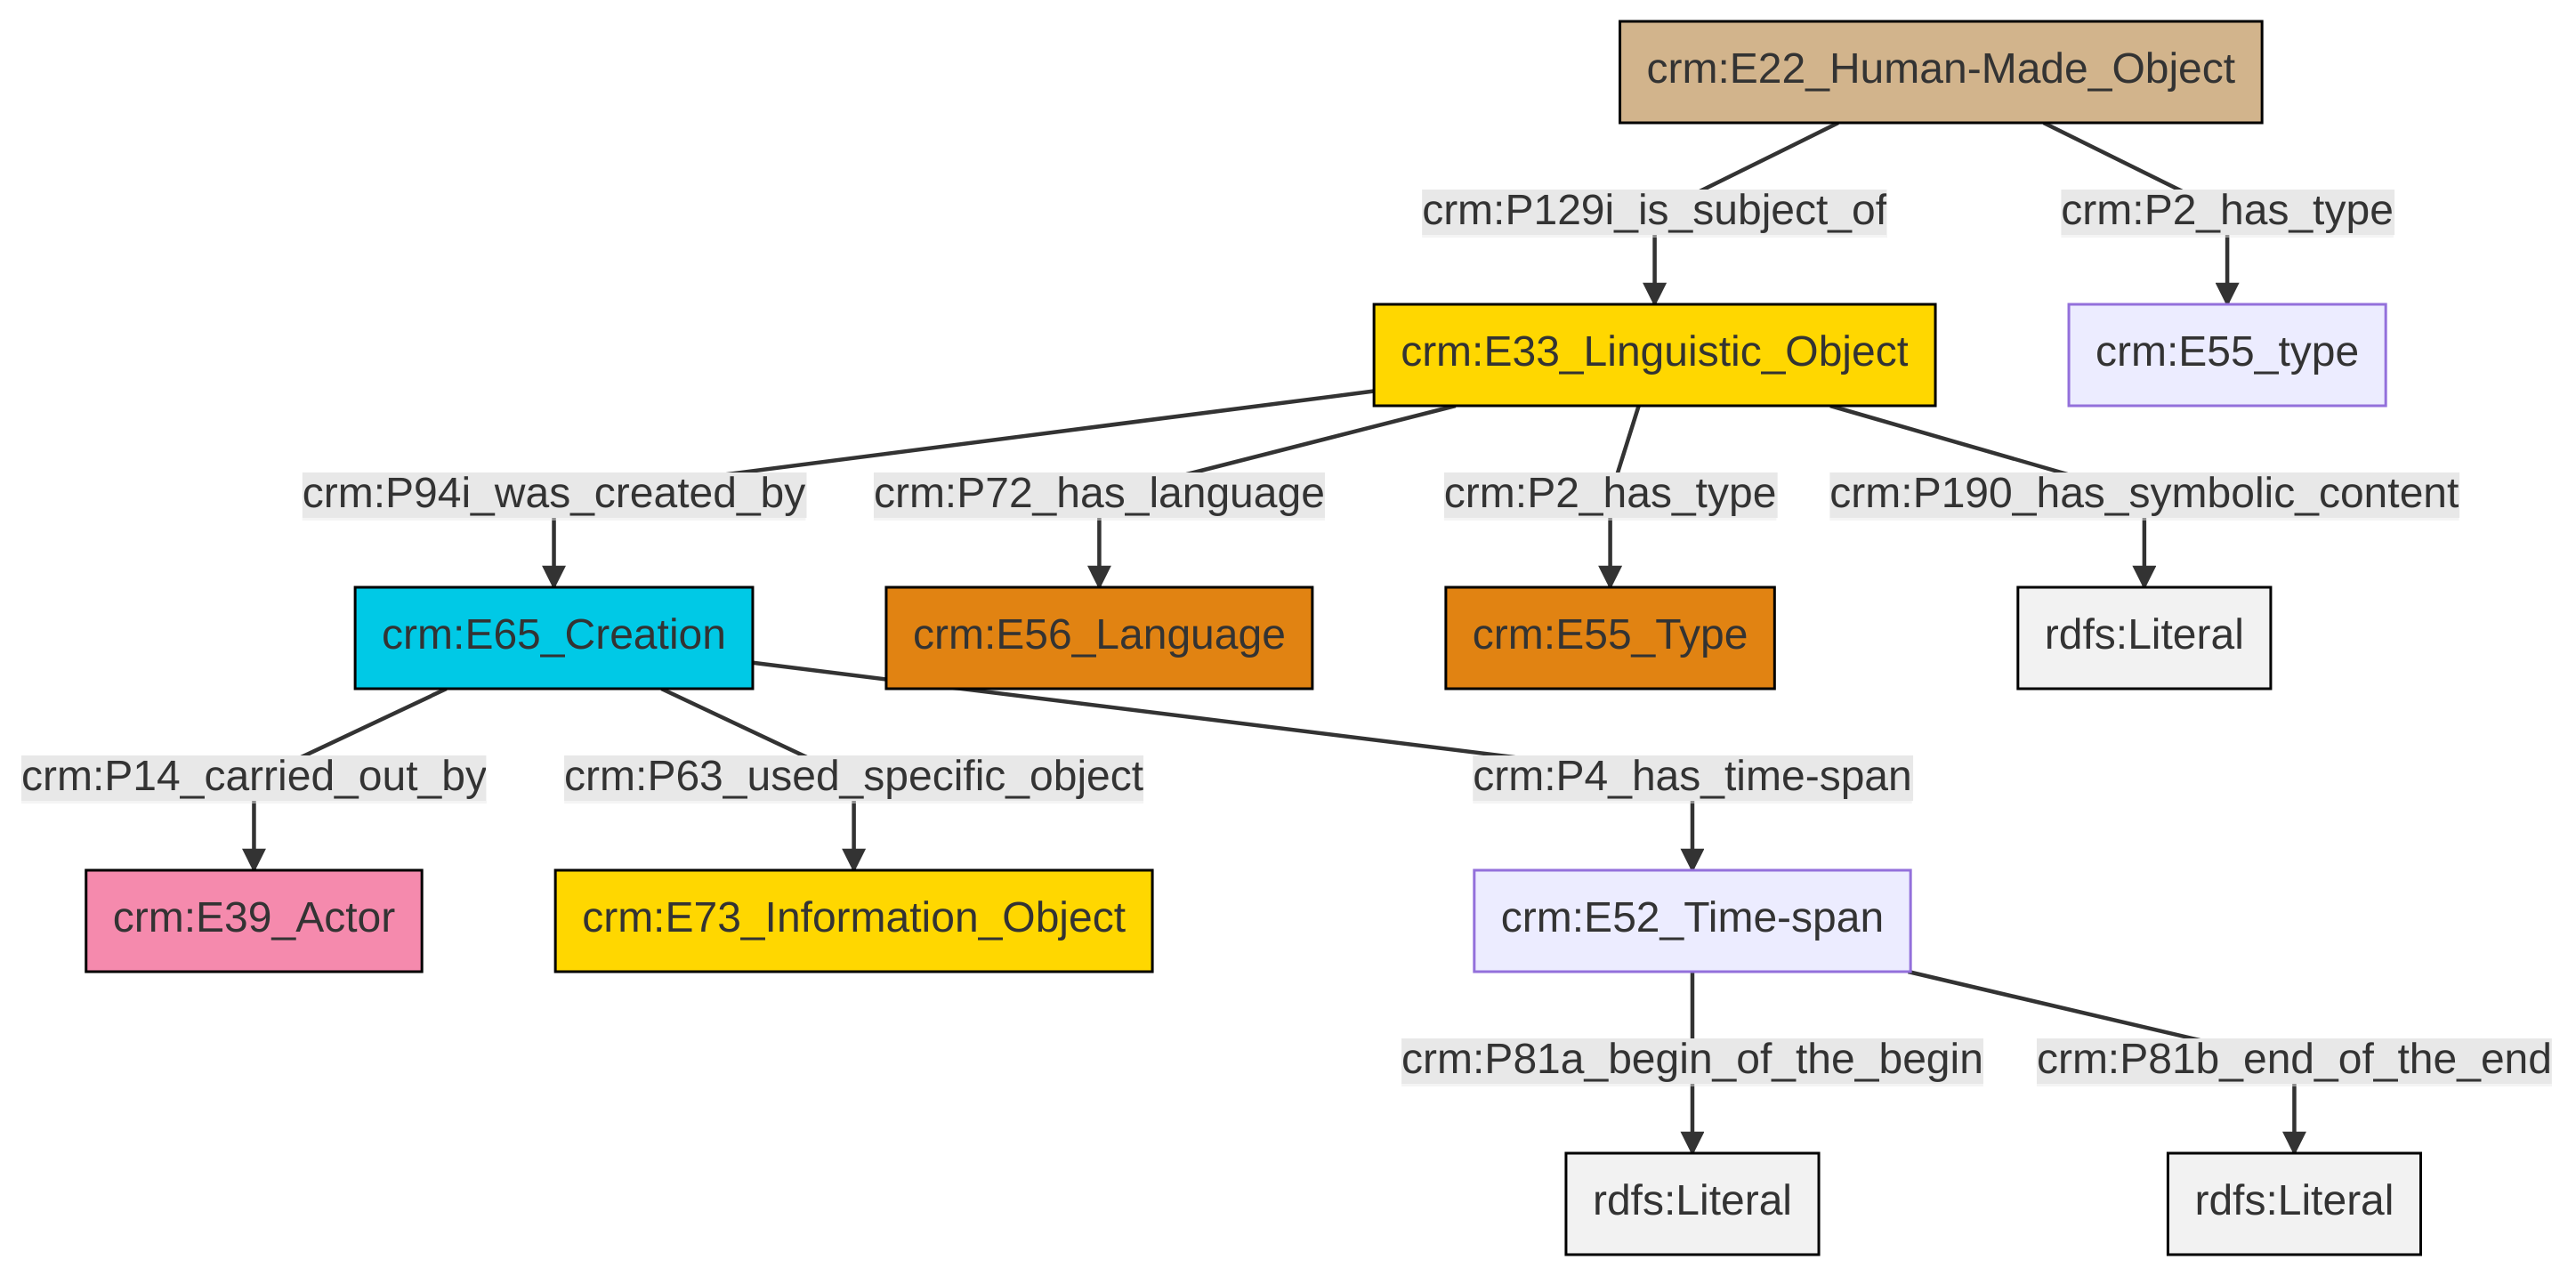 crm:E22_Human-Made_Object
crm:P129i_is_subject_of
crm:P2_has_type
crm:E33_Linguistic_Object
crm:E55_type
crm:P94i_was_created_by
crm:P72_has_language
crm:P2_has_type
crm:P190_has_symbolic_content
crm:E65_Creation
crm:E56_Language
crm:E55_Type
rdfs:Literal
crm:P14_carried_out_by
crm:P63_used_specific_object
crm:P4_has_time-span
crm:E39_Actor
crm:E73_Information_Object
crm:E52_Time-span
crm:P81a_begin_of_the_begin
crm:P81b_end_of_the_end
rdfs:Literal
rdfs:Literal